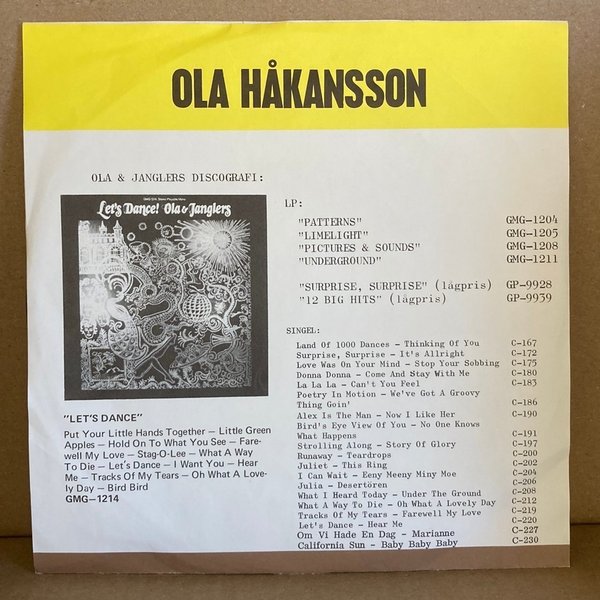 OLA HÅKANSSON
OLA & JANGLERS DISCOGRAFI:
GMG 1214 Stereo Playable Mono
Let's Dance! Ola & Janglers
"LET'S DANCE"
Put Your Little Hands Together — Little Green
Apples — Hold On To What You See — Fare-
well My Love — Stag-O-Lee — What A Way
To Die — Let's Dance — I Want You — Hear
Me — Tracks Of My Tears — Oh What A Love-
ly Day — Bird Bird
GMG-1214
LP:
"PATTERNS" GMG-1204
"LIMELIGHT" GMG-1205
"PICTURES & SOUNDS" GMG-1208
"UNDERGROUND" GMG-1211
"SURPRISE, SURPRISE" (lågpris) GP-9928
"12 BIG HITS" (lågpris) GP-9939
SINGEL:
Land Of 1000 Dances - Thinking Of You C-167
Surprise, Surprise - It's Allright C-172
Love Was On Your Mind - Stop Your Sobbing C-175
Donna Donna - Come And Stay With Me C-180
La La La - Can't You Feel C-183
Poetry In Motion - We've Got A Groovy
Thing Goin' C-186
Alex Is The Man - Now I Like Her C-190
Bird's Eye View Of You - No One Knows
What Happens C-191
Strolling Along - Story Of Glory C-197
Runaway - Teardrops C-200
Juliet - This Ring C-202
I Can Wait - Eeny Meeny Miny Moe C-204
Julia - Desertören C-206
What I Heard Today - Under The Ground C-208
What A Way To Die - Oh What A Lovely Day C-212
Tracks Of My Tears - Farewell My Love C-219
Let's Dance - Hear Me C-220
Om Vi Hade En Dag - Marianne C-227
California Sun - Baby Baby Baby C-230